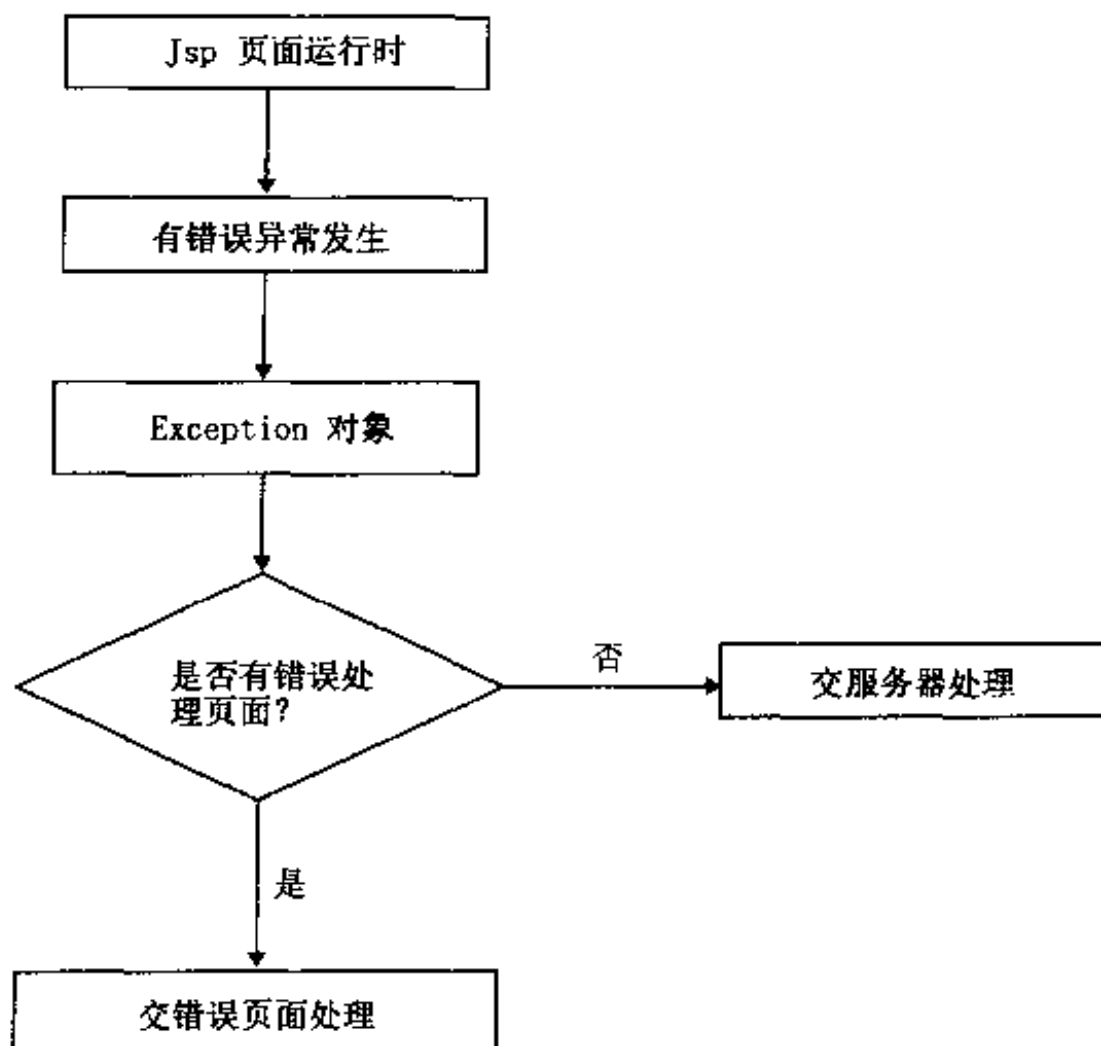 Jsp 页面运行时
有错误异常发生
Exception 对象
是否有错误处
理页面?
否
交服务器处理
是
交错误页面处理